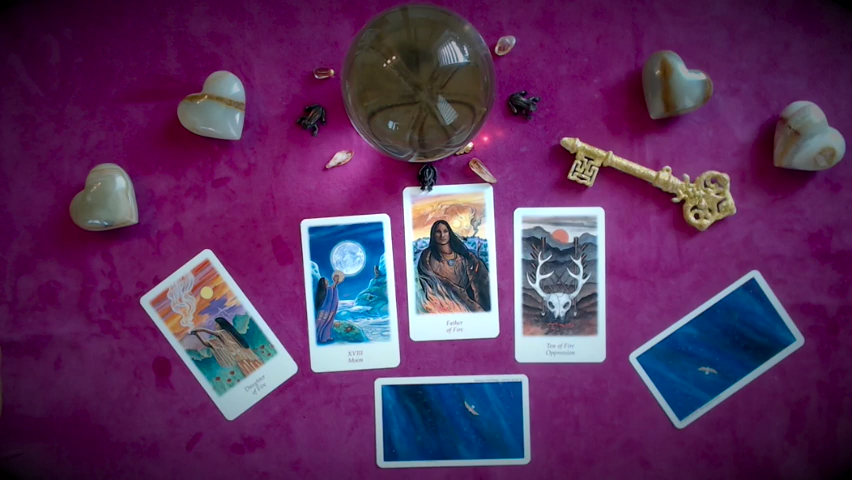 Daughter
of Fire
XVIII
Moon
Father
of Fire
Ten of Fire
Oppression